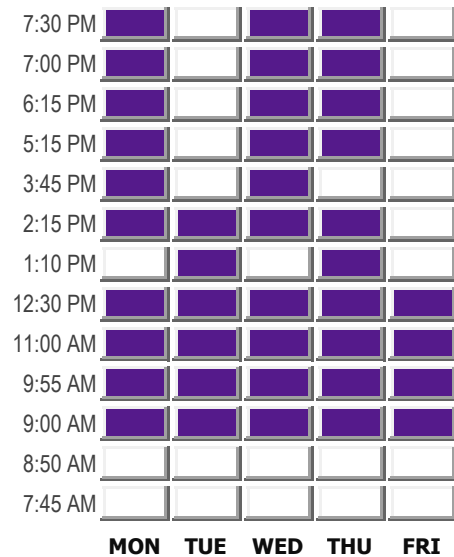 7:30 PM
7:00 PM
6:15 PM
5:15 PM
3:45 PM
2:15 PM
1:10 PM
12:30 PM
11:00 AM
9:55 AM
9:00 AM
8:50 AM
7:45 AM
MON TUE WED THU FRI